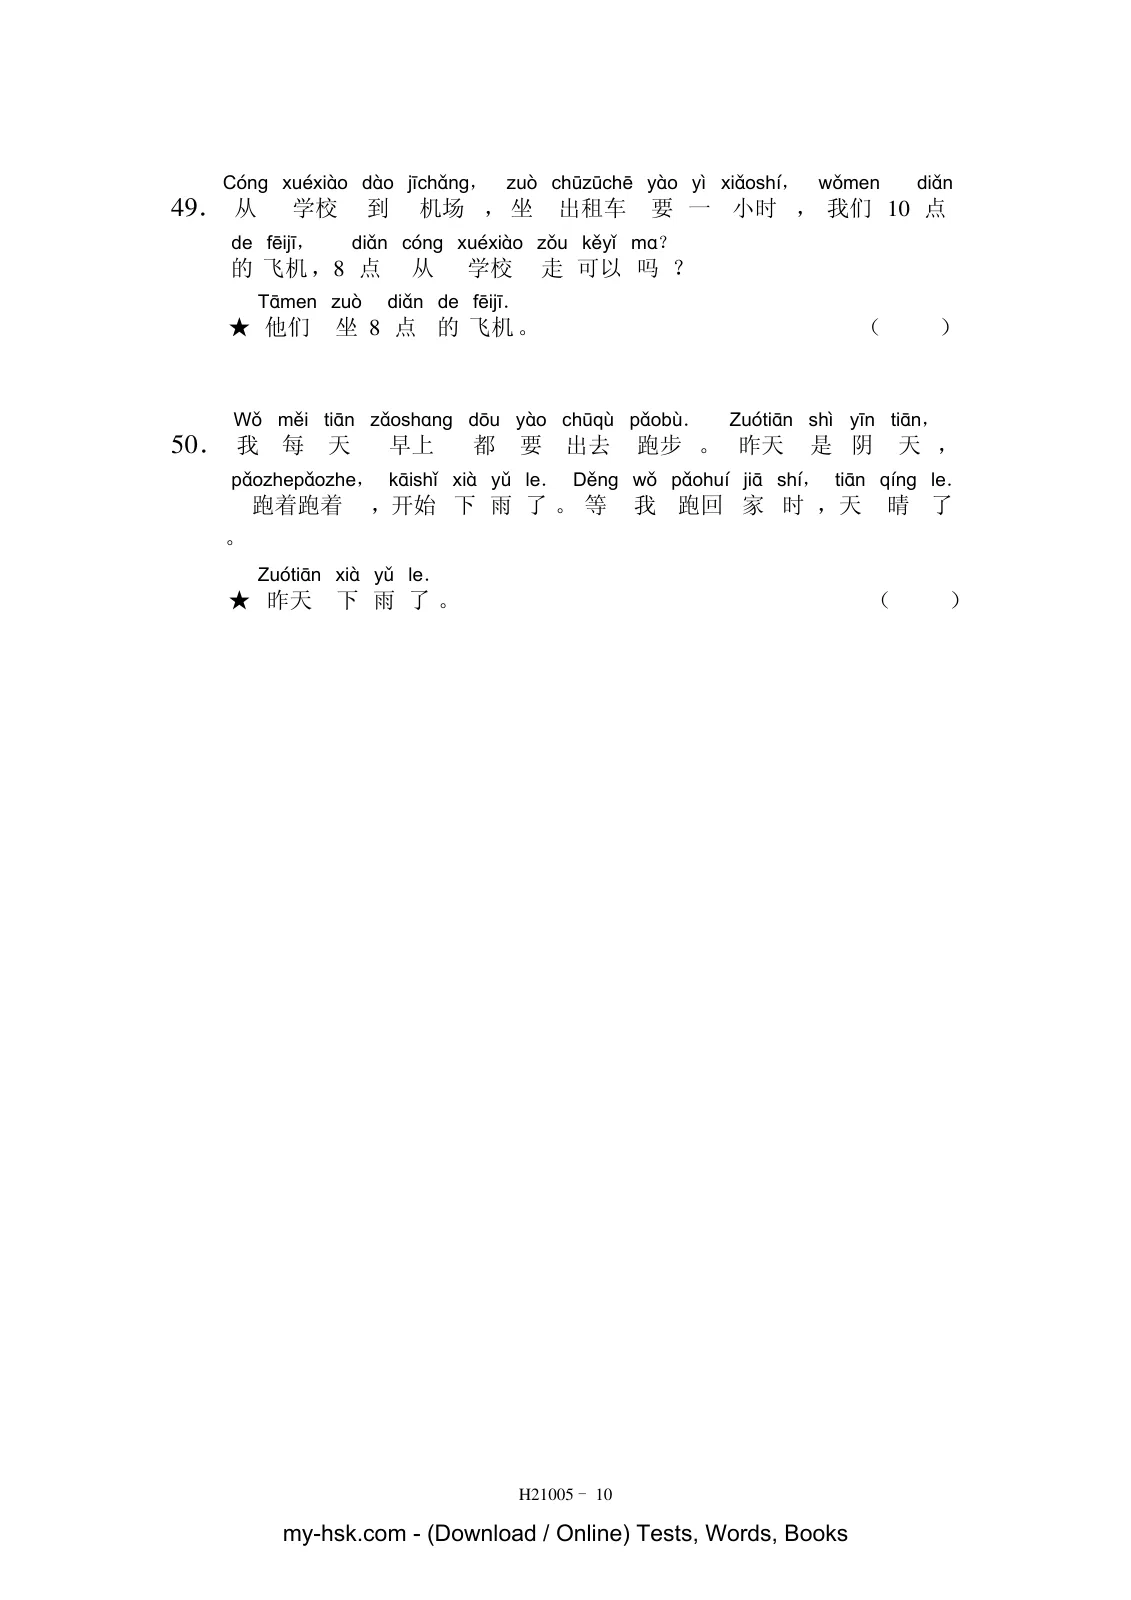 Cóng xuéxiào dào jīchǎng， zuò chūzūchē yào yì xiǎoshí， wǒmen diǎn
49． 从 学校 到 机场 ，坐 出租车 要 一 小时 ，我们 10 点
de fēijī， diǎn cóng xuéxiào zǒu kěyǐ ma？
的 飞机，8 点 从 学校 走 可以 吗 ？
Tāmen zuò diǎn de fēijī．
★ 他们 坐 8 点 的 飞机。 （ ）
Wǒ měi tiān zǎoshang dōu yào chūqù pǎobù． Zuótiān shì yīn tiān，
50． 我 每 天 早上 都 要 出去 跑步 。 昨天 是 阴 天 ，
pǎozhepǎozhe， kāishǐ xià yǔ le． Děng wǒ pǎohuí jiā shí， tiān qíng le．
跑着跑着 ，开始 下 雨 了 。 等 我 跑回 家 时 ，天 晴 了
。
Zuótiān xià yǔ le．
★ 昨天 下 雨 了 。 （ ）
H21005－ 10
my-hsk.com - (Download / Online) Tests, Words, Books